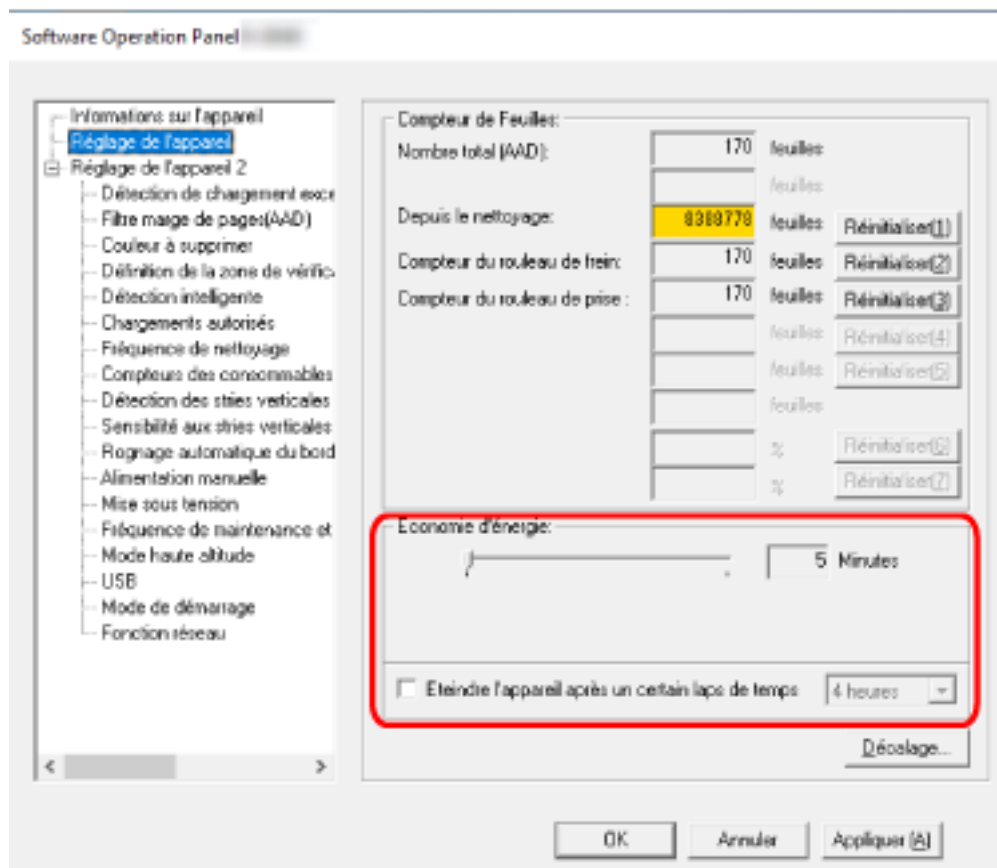 Software Operation Panel
Informations sur l'appareil
Réglage de l'appareil
Réglage de l'appareil 2
Détection de chargement exce
Filtre marge de pages(AAD)
Couleur à supprimer
Définition de la zone de vérific
Détection intelligente
Chargements autorisés
Fréquence de nettoyage
Compteurs des consommables
Détection des stries verticales
Sensibilité aux stries verticales
Rognage automatique du bord
Alimentation manuelle
Mise sous tension
Fréquence de maintenance et
Mode haute altitude
USB
Mode de démarrage
Fonction réseau
Compteur de Feuilles:
Nombre total (AAD): 170 feuilles
feuilles
Depuis le nettoyage: 8388778 feuilles Réinitialiser(1)
Compteur du rouleau de frein: 170 feuilles Réinitialiser(2)
Compteur du rouleau de prise : 170 feuilles Réinitialiser(3)
feuilles Réinitialiser(4)
feuilles Réinitialiser(5)
feuilles
% Réinitialiser(6)
% Réinitialiser(7)
Economie d'énergie:
5 Minutes
Eteindre l'appareil après un certain laps de temps 4 heures
Décalage...
OK Annuler Appliquer (A)